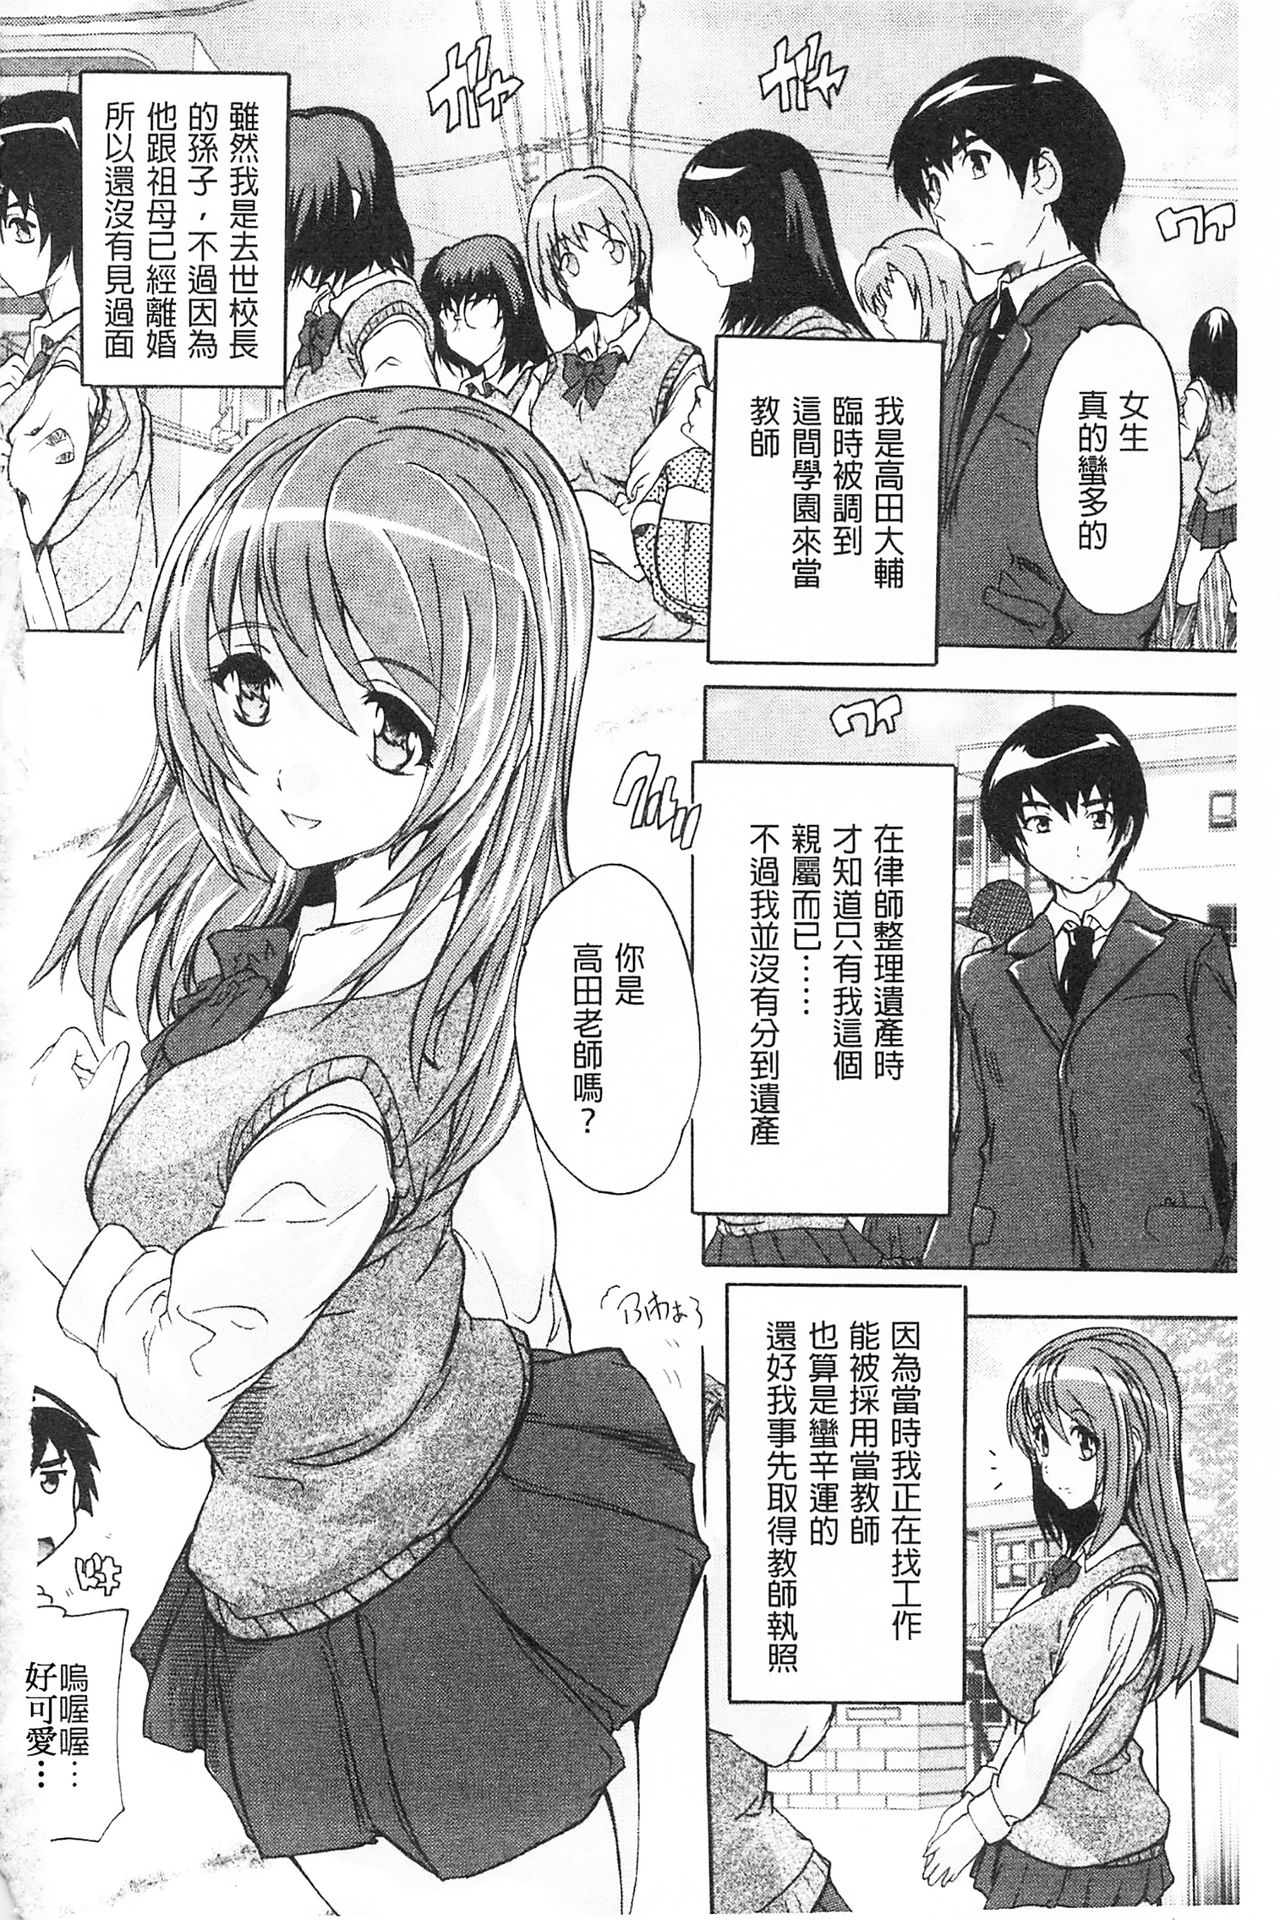 ガヤ
ガヤ
ワイ
女生
真的蠻多的
我是高田大輔
臨時被調到
這間學園來當
教師
雖然我是去世校長
的孫子，不過因為
他跟祖母已經離婚
所以還沒有見過面
ワイ
在律師整理遺產時
才知道只有我這個
親屬而已……
不過我並沒有分到遺產
因為當時我正在找工作
能被採用當教師
也算是蠻辛運的
還好我事先取得教師執照
クルッ
你是
高田老師嗎？
嗚喔喔…
好可愛…